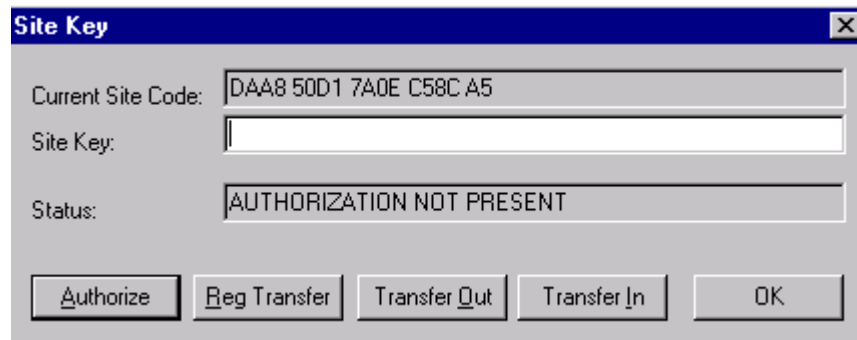 Site Key
Current Site Code: DAA8 50D1 7A0E C58C A5
Site Key:
Status: AUTHORIZATION NOT PRESENT
Authorize Reg Transfer Transfer Out Transfer In OK